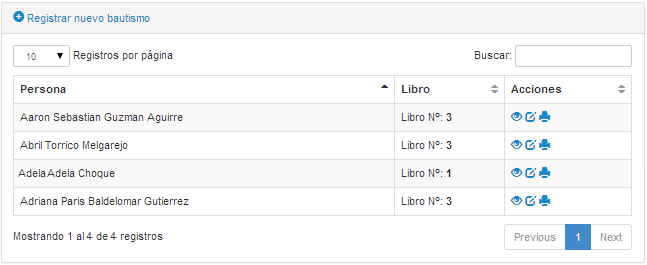 Registrar nuevo bautismo
10 Registros por página Buscar:
Persona Libro Acciones
Aaron Sebastian Guzman Aguirre Libro Nº: 3
Abril Torrico Melgarejo Libro Nº: 3
Adela Adela Choque Libro Nº: 1
Adriana Paris Baldelomar Gutierrez Libro Nº: 3
Mostrando 1 al 4 de 4 registros Previous 1 Next